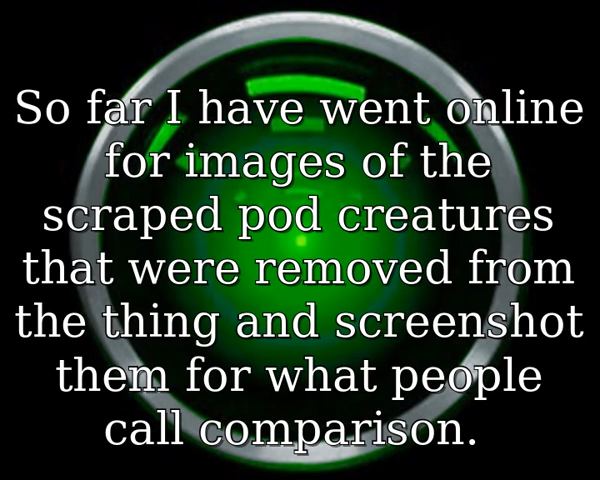 So far I have went online
for images of the
scraped pod creatures
that were removed from
the thing and screenshot
them for what people
call comparison.